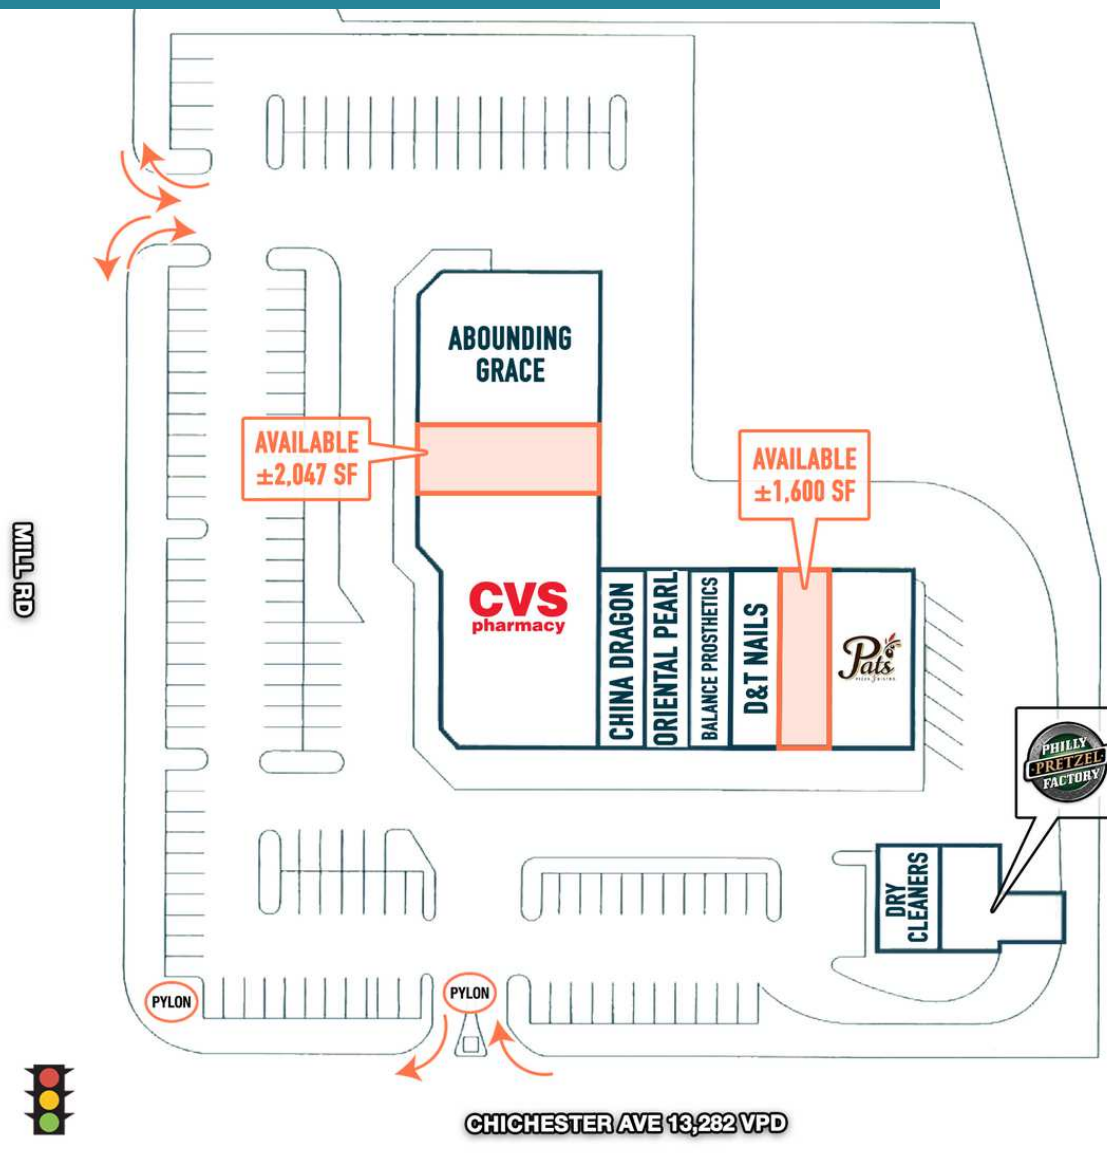 ABOUNDING
GRACE
AVAILABLE
±2,047 SF
AVAILABLE
±1,600 SF
MILL RD
CVS
pharmacy
CHINA DRAGON
ORIENTAL PEARL
BALANCE PROSTHETICS
D&T NAILS
Pats
PHILLY
PRETZEL
FACTORY
DRY
CLEANERS
PYLON
PYLON
CHICHESTER AVE 13,282 VPD